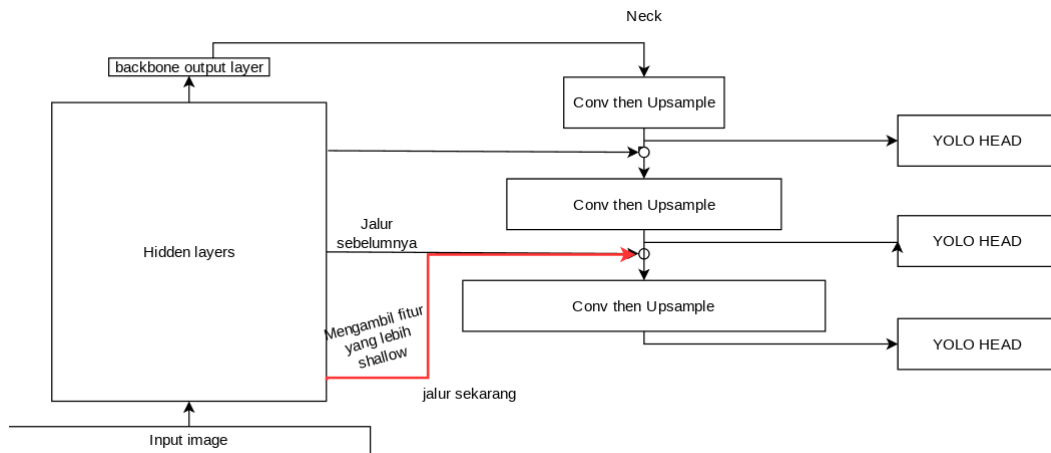 Neck
backbone output layer
Conv then Upsample
YOLO HEAD
Conv then Upsample
Jalur
sebelumnya
YOLO HEAD
Hidden layers
Conv then Upsample
Mengambil fitur
yang lebih
shallow
YOLO HEAD
jalur sekarang
Input image